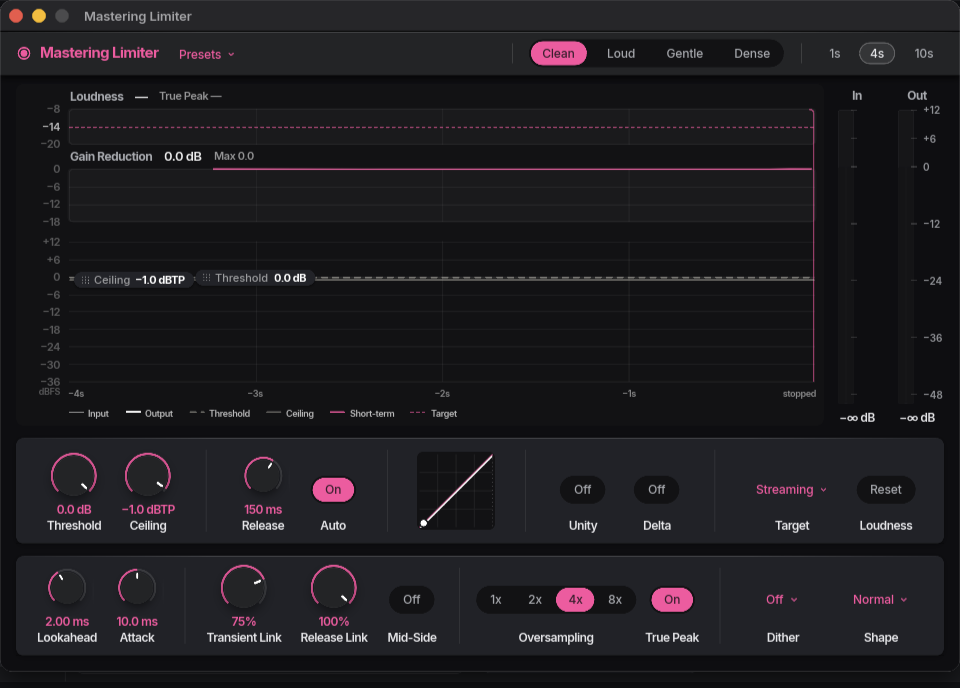 Mastering Limiter
Mastering Limiter Presets Clean Loud Gentle Dense 1s 4s 10s
Loudness — True Peak —
−8
−14
−20
Gain Reduction 0.0 dB Max 0.0
0
−6
−12
−18
+12
+6
0
Ceiling −1.0 dBTP Threshold 0.0 dB
−6
−12
−18
−24
−30
−36
dBFS −4s −3s −2s −1s stopped
Input Output Threshold Ceiling Short-term Target
In Out
+12
+6
0
−12
−24
−36
−48
−∞ dB −∞ dB
On Off Off Streaming Reset
0.0 dB −1.0 dBTP 150 ms
Threshold Ceiling Release Auto Unity Delta Target Loudness
Off 1x 2x 4x 8x On Off Normal
2.00 ms 10.0 ms 75% 100%
Lookahead Attack Transient Link Release Link Mid-Side Oversampling True Peak Dither Shape